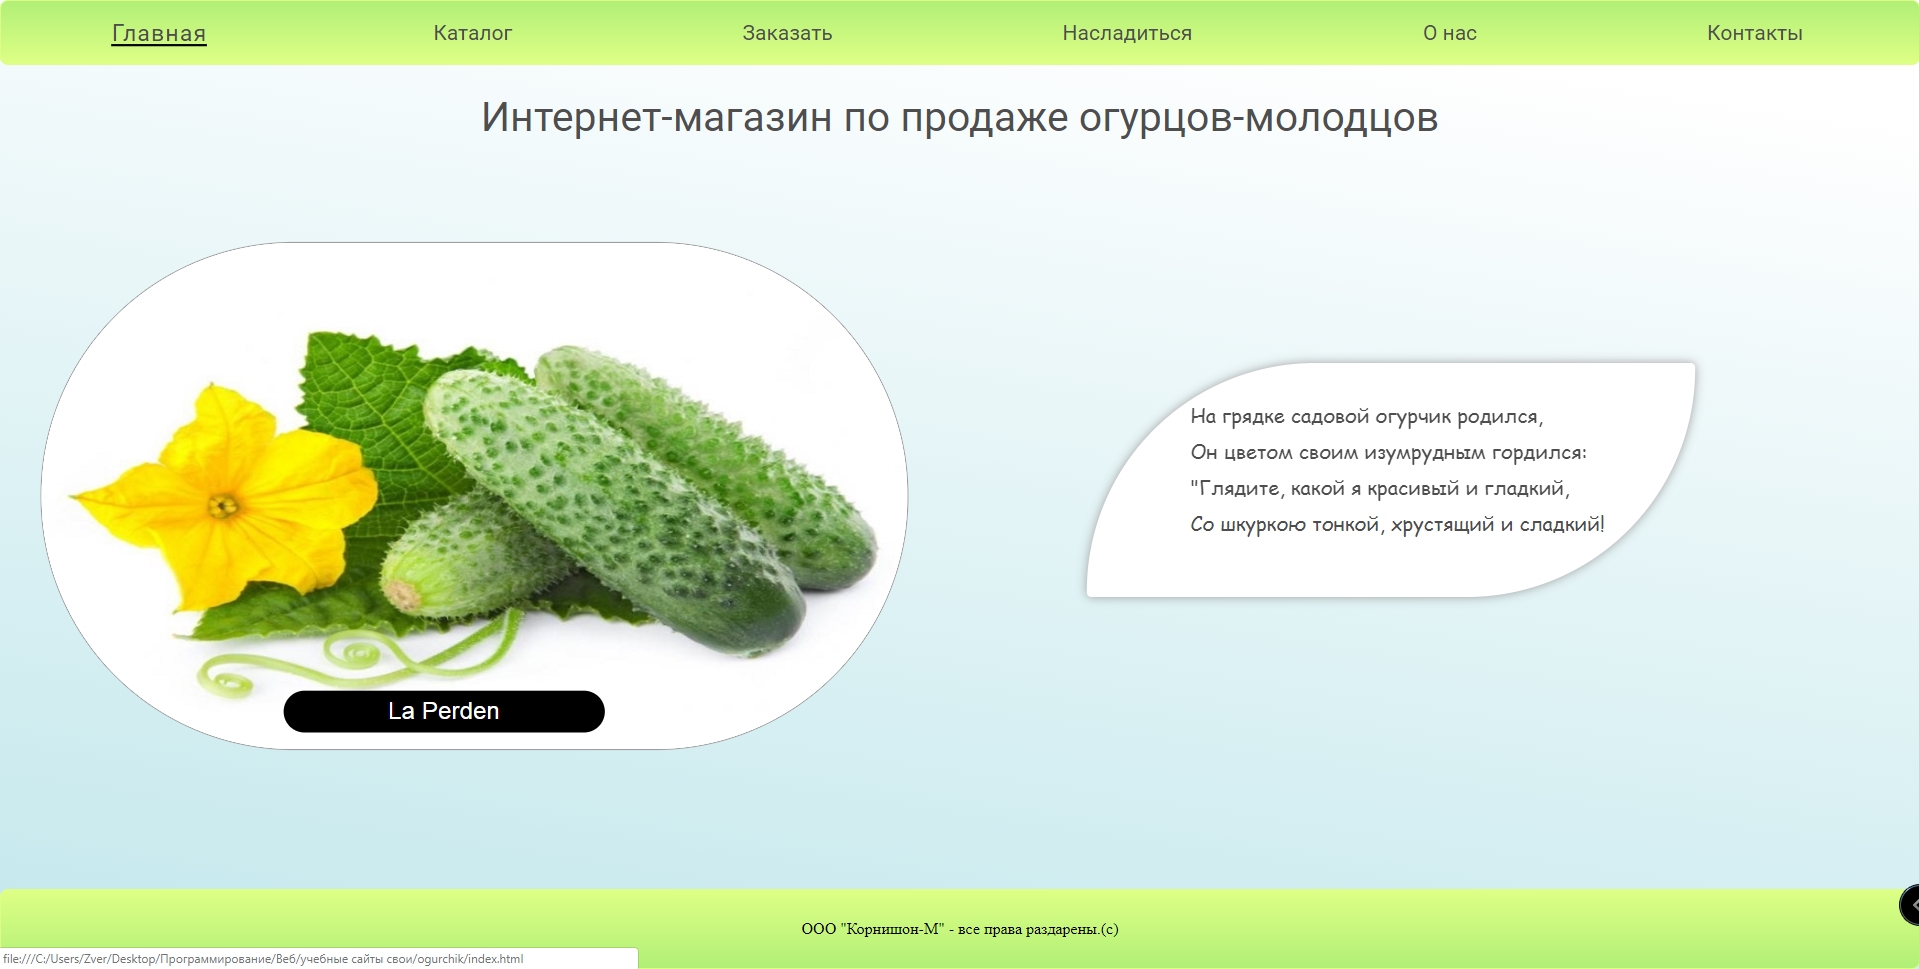 Главная Каталог Заказать Насладиться О нас Контакты
Интернет-магазин по продаже огурцов-молодцов
На грядке садовой огурчик родился,
Он цветом своим изумрудным гордился:
"Глядите, какой я красивый и гладкий,
Со шкуркою тонкой, хрустящий и сладкий!
La Perden
ООО "Корнишон-М" - все права раздарены.(с)
file:///C:/Users/Zver/Desktop/Программирование/Веб/учебные сайты свои/ogurchik/index.html